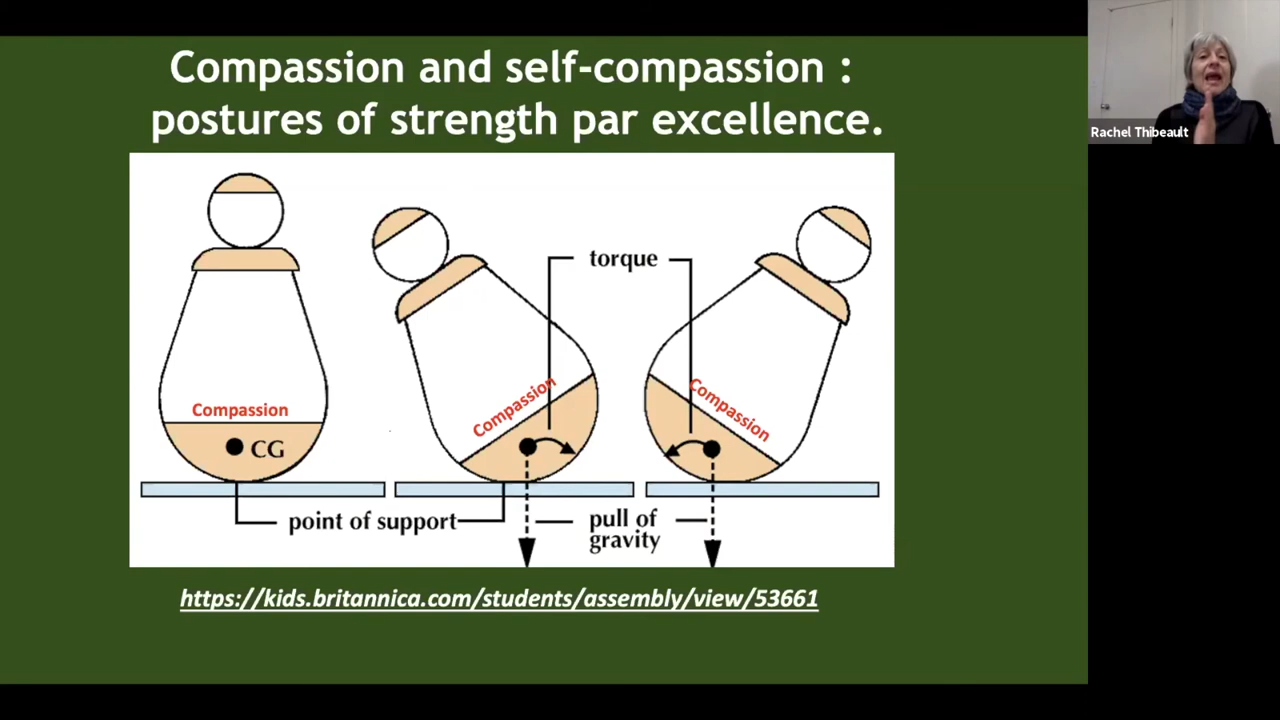 Compassion and self-compassion :
postures of strength par excellence.
Rachel Thibeault
torque
Compassion
Compassion
Compassion
CG
point of support
pull of
gravity
https://kids.britannica.com/students/assembly/view/53661